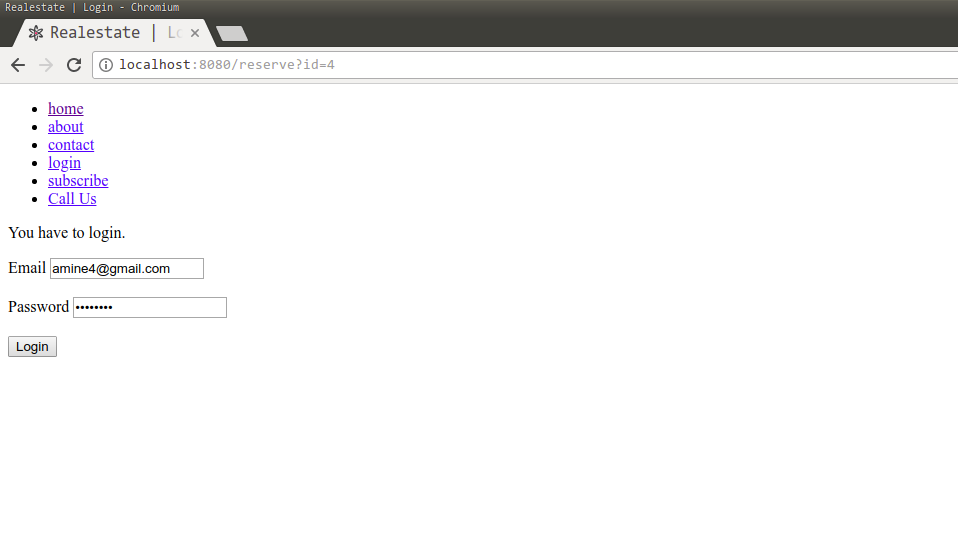 Realestate | Login - Chromium
Realestate | Lo
localhost:8080/reserve?id=4
home
about
contact
login
subscribe
Call Us
You have to login.
Email amine4@gmail.com
Password ••••••••
Login